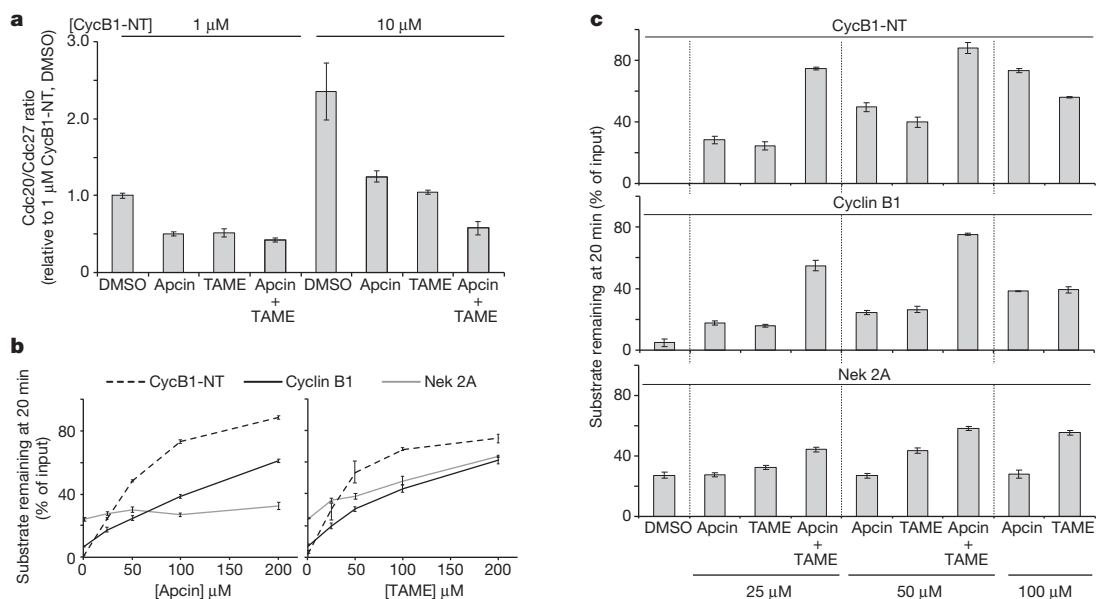 a
[CycB1-NT] 1 μM 10 μM
Cdc20/Cdc27 ratio
(relative to 1 μM CycB1-NT, DMSO)
3.0
2.0
1.0
0
DMSO Apcin TAME Apcin + TAME DMSO Apcin TAME Apcin + TAME
b
CycB1-NT Cyclin B1 Nek 2A
Substrate remaining at 20 min
(% of input)
80
40
0
0 50 100 150 200
[Apcin] μM
0 50 100 150 200
[TAME] μM
c
Substrate remaining at 20 min (% of input)
CycB1-NT
80
40
0
Cyclin B1
80
40
0
Nek 2A
80
40
0
DMSO Apcin TAME Apcin + TAME Apcin TAME Apcin + TAME Apcin TAME
25 μM 50 μM 100 μM